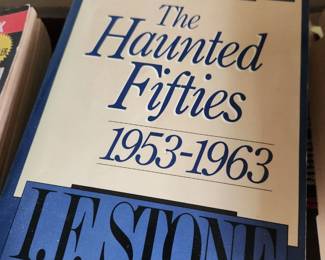 The
Haunted
Fifties
1953-1963
I.F. STONE